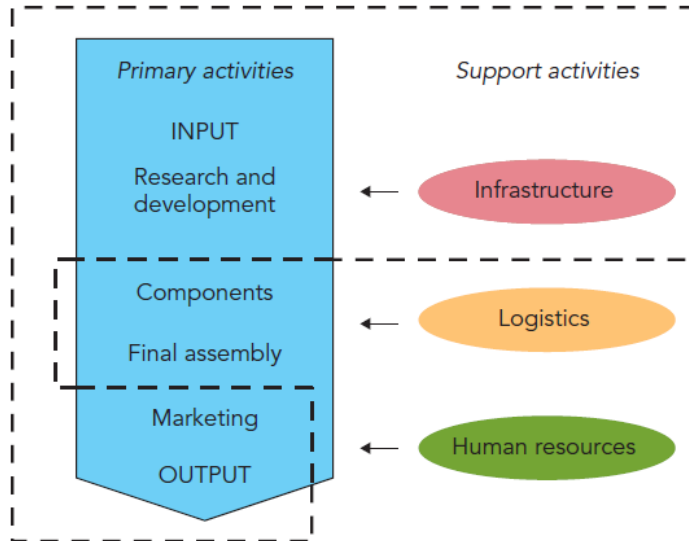 Primary activities
Support activities
INPUT
Research and
development
Infrastructure
Components
Logistics
Final assembly
Marketing
Human resources
OUTPUT